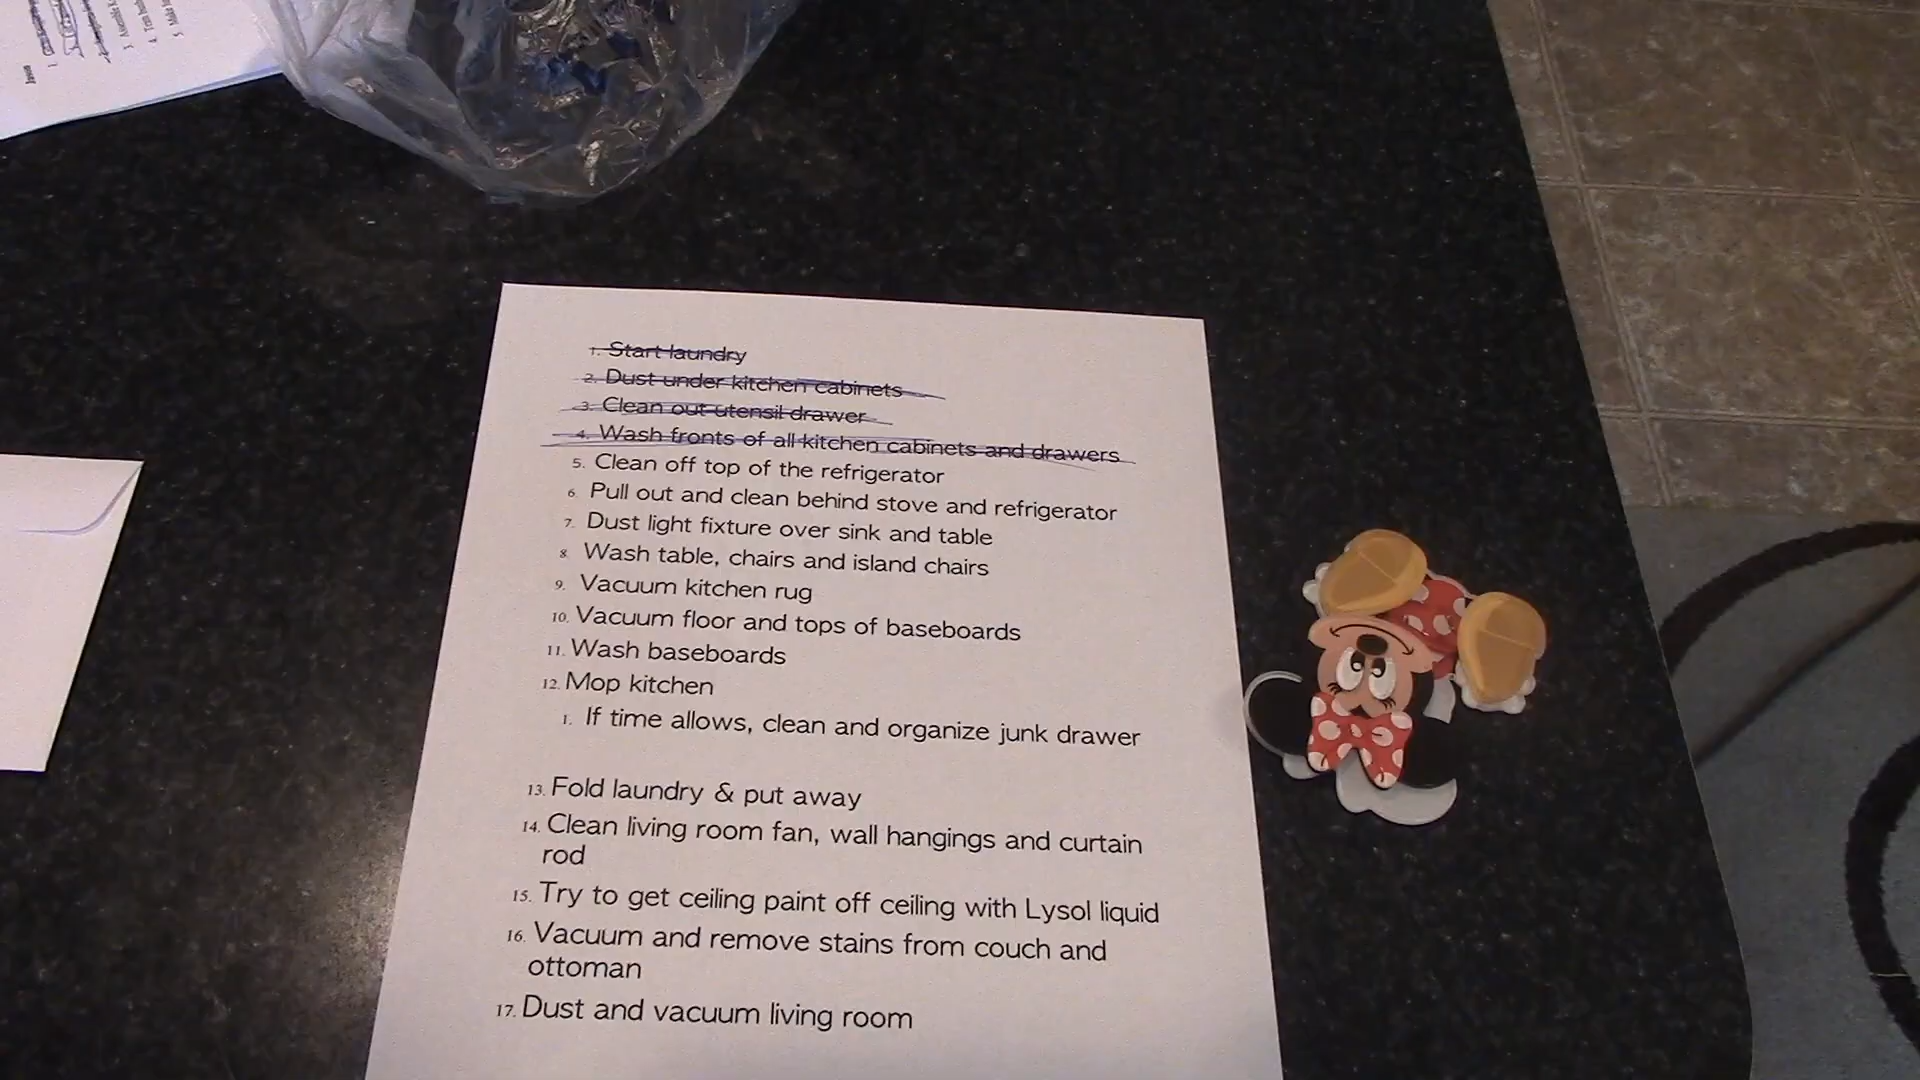 Jason
1. Start laundry
2. Dust under kitchen cabinets
3. Clean out utensil drawer
4. Wash fronts of all kitchen cabinets and drawers
5. Clean off top of the refrigerator
6. Pull out and clean behind stove and refrigerator
7. Dust light fixture over sink and table
8. Wash table, chairs and island chairs
9. Vacuum kitchen rug
10. Vacuum floor and tops of baseboards
11. Wash baseboards
12. Mop kitchen
1. If time allows, clean and organize junk drawer
13. Fold laundry & put away
14. Clean living room fan, wall hangings and curtain
rod
15. Try to get ceiling paint off ceiling with Lysol liquid
16. Vacuum and remove stains from couch and
ottoman
17. Dust and vacuum living room